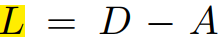 L = D − A